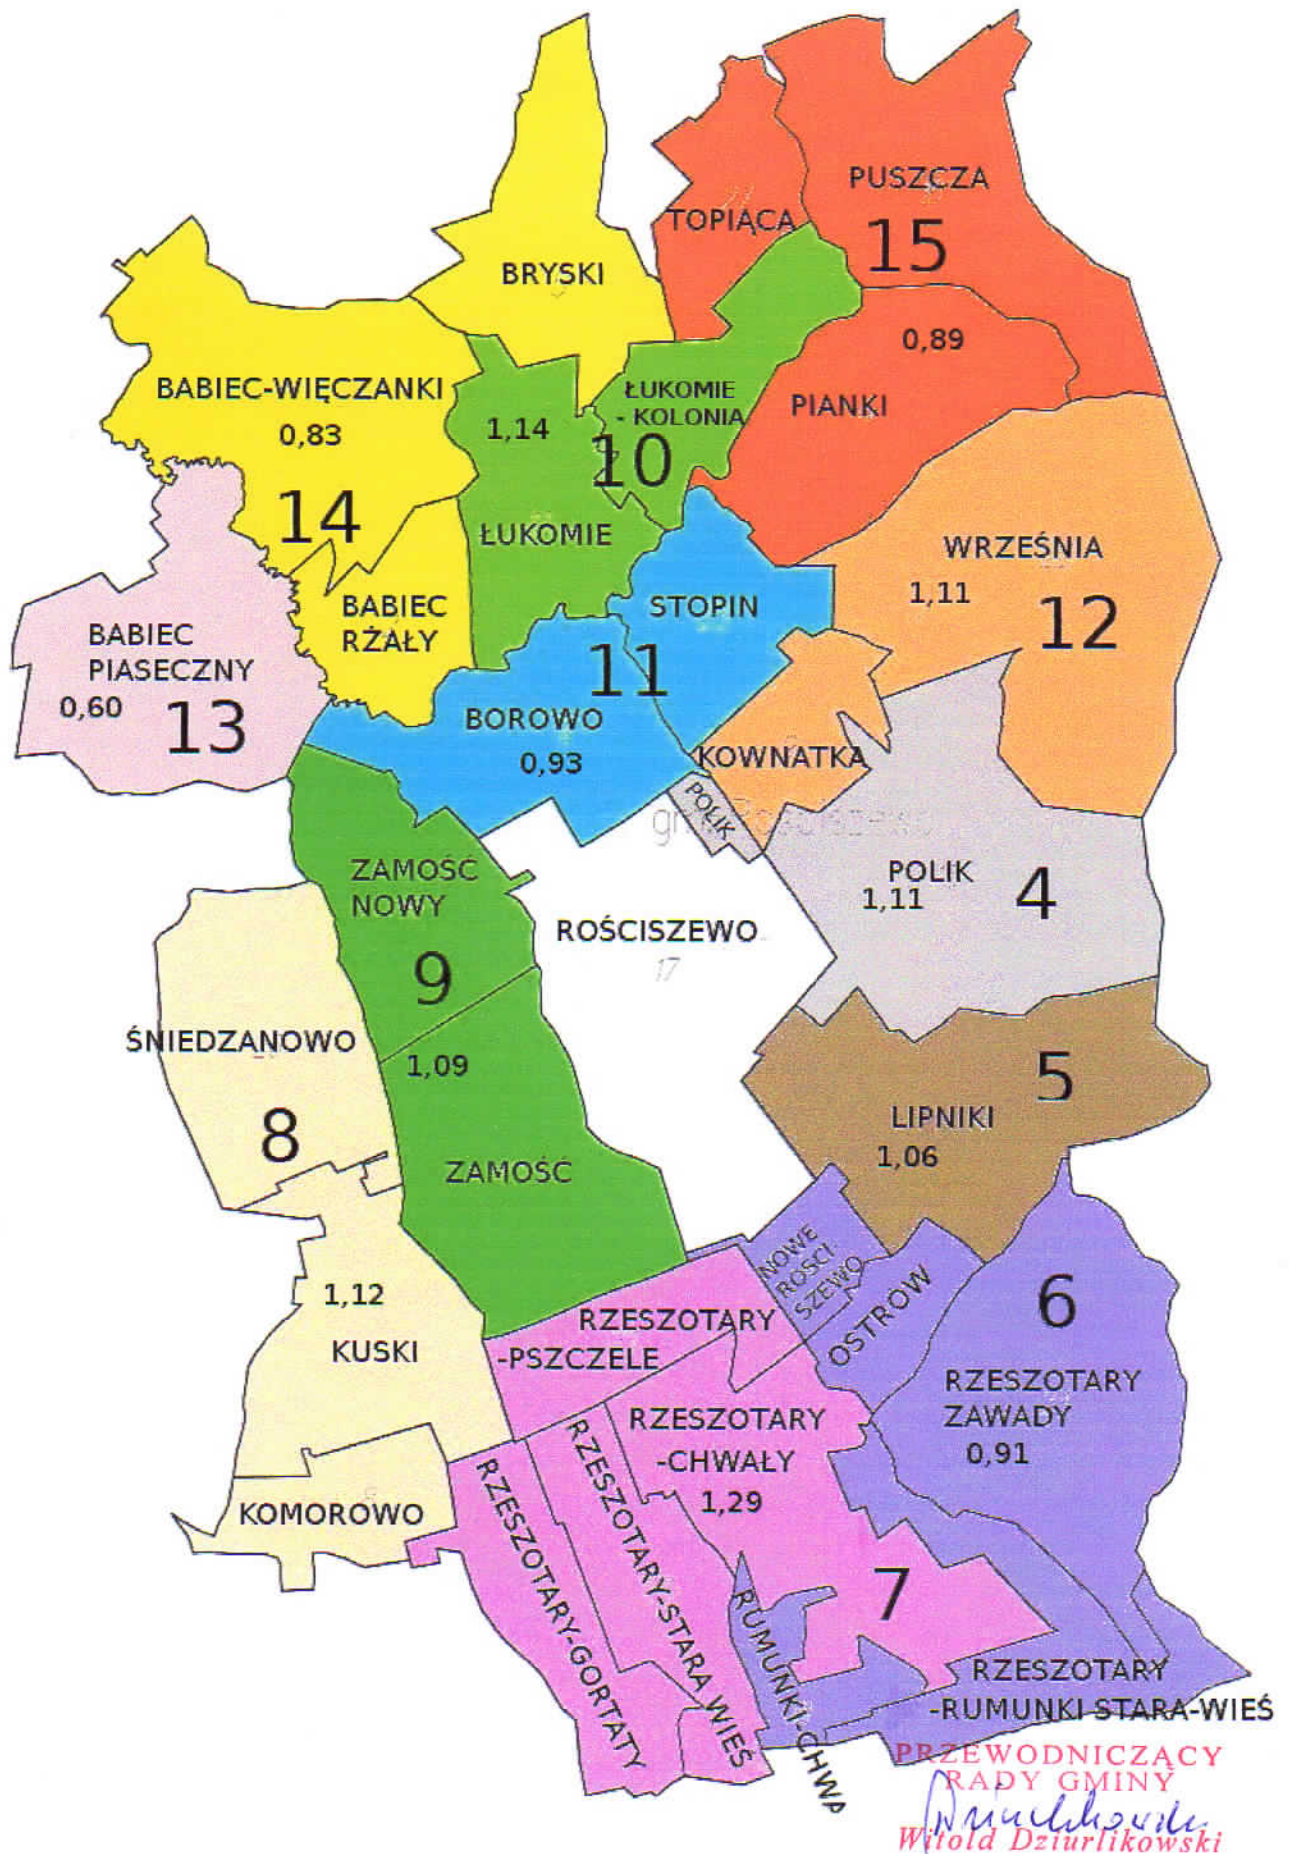 PUSZCZA
TOPIĄCA
15
BRYSKI
0,89
BABIEC-WIĘCZANKI
ŁUKOMIE
- KOLONIA
PIANKI
0,83
1,14
10
14
ŁUKOMIE
WRZEŚNIA
1,11
12
BABIEC
RŻAŁY
STOPIN
BABIEC
PIASECZNY
0,60
13
11
BOROWO
0,93
KOWNATKA
POLIK
ZAMOŚĆ
NOWY
POLIK
1,11
4
ROŚCISZEWO
17
9
ŚNIEDZANOWO
1,09
5
LIPNIKI
1,06
8
ZAMOŚĆ
NOWE
ROŚCI-
SZEWO
OSTRÓW
6
1,12
KUSKI
RZESZOTARY
-PSZCZELE
RZESZOTARY
ZAWADY
0,91
RZESZOTARY
-CHWAŁY
1,29
KOMOROWO
RZESZOTARY-GORTATY
RZESZOTARY-STARA WIEŚ
7
RUMUNKI-CHWA
RZESZOTARY
-RUMUNKI STARA-WIEŚ
PRZEWODNICZĄCY
RADY GMINY
Witold Dziurlikowski